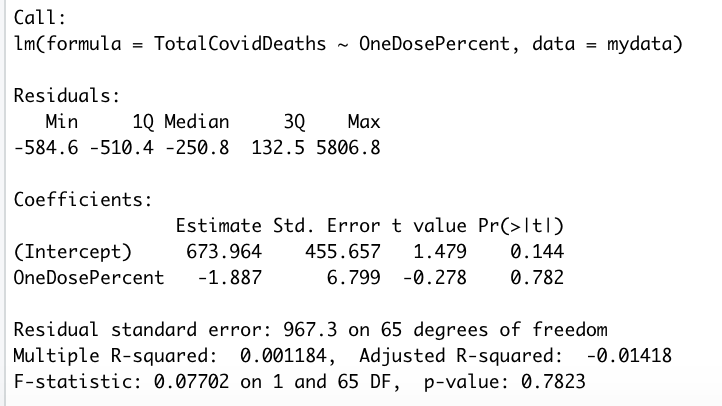 Call:
lm(formula = TotalCovidDeaths ~ OneDosePercent, data = mydata)
Residuals:
Min 1Q Median 3Q Max
-584.6 -510.4 -250.8 132.5 5806.8
Coefficients:
Estimate Std. Error t value Pr(>|t|)
(Intercept) 673.964 455.657 1.479 0.144
OneDosePercent -1.887 6.799 -0.278 0.782
Residual standard error: 967.3 on 65 degrees of freedom
Multiple R-squared: 0.001184, Adjusted R-squared: -0.01418
F-statistic: 0.07702 on 1 and 65 DF, p-value: 0.7823